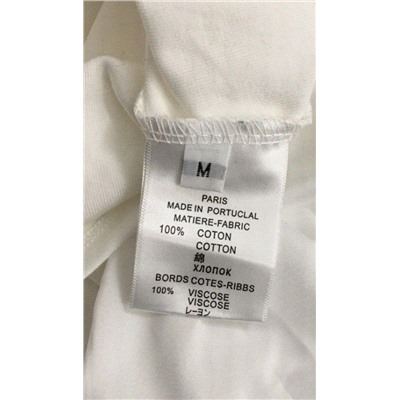 M
PARIS
MADE IN PORTUCLAL
MATIERE-FABRIC
100% COTON
COTTON
綿
ХЛОПОК
BORDS COTES-RIBBS
100% VISCOSE
VISCOSE
レーヨン